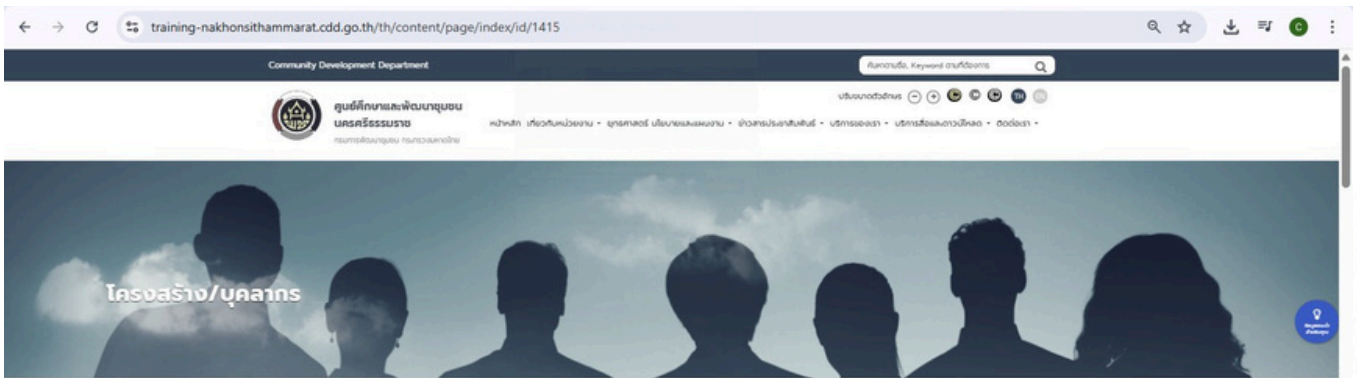 training-nakhonsithammarat.cdd.go.th/th/content/page/index/id/1415
C
Community Development Department
ค้นหาตามชื่อ, Keyword ตามที่ต้องการ
ปรับขนาดตัวอักษร - + C C C TH EN
ศูนย์ศึกษาและพัฒนาชุมชน
นครศรีธรรมราช
กรมการพัฒนาชุมชน กระทรวงมหาดไทย
หน้าหลัก เกี่ยวกับหน่วยงาน ยุทธศาสตร์ นโยบายและแผนงาน ข่าวสารประชาสัมพันธ์ บริการของเรา บริการสื่อและดาวน์โหลด ติดต่อเรา
โครงสร้าง/บุคลากร